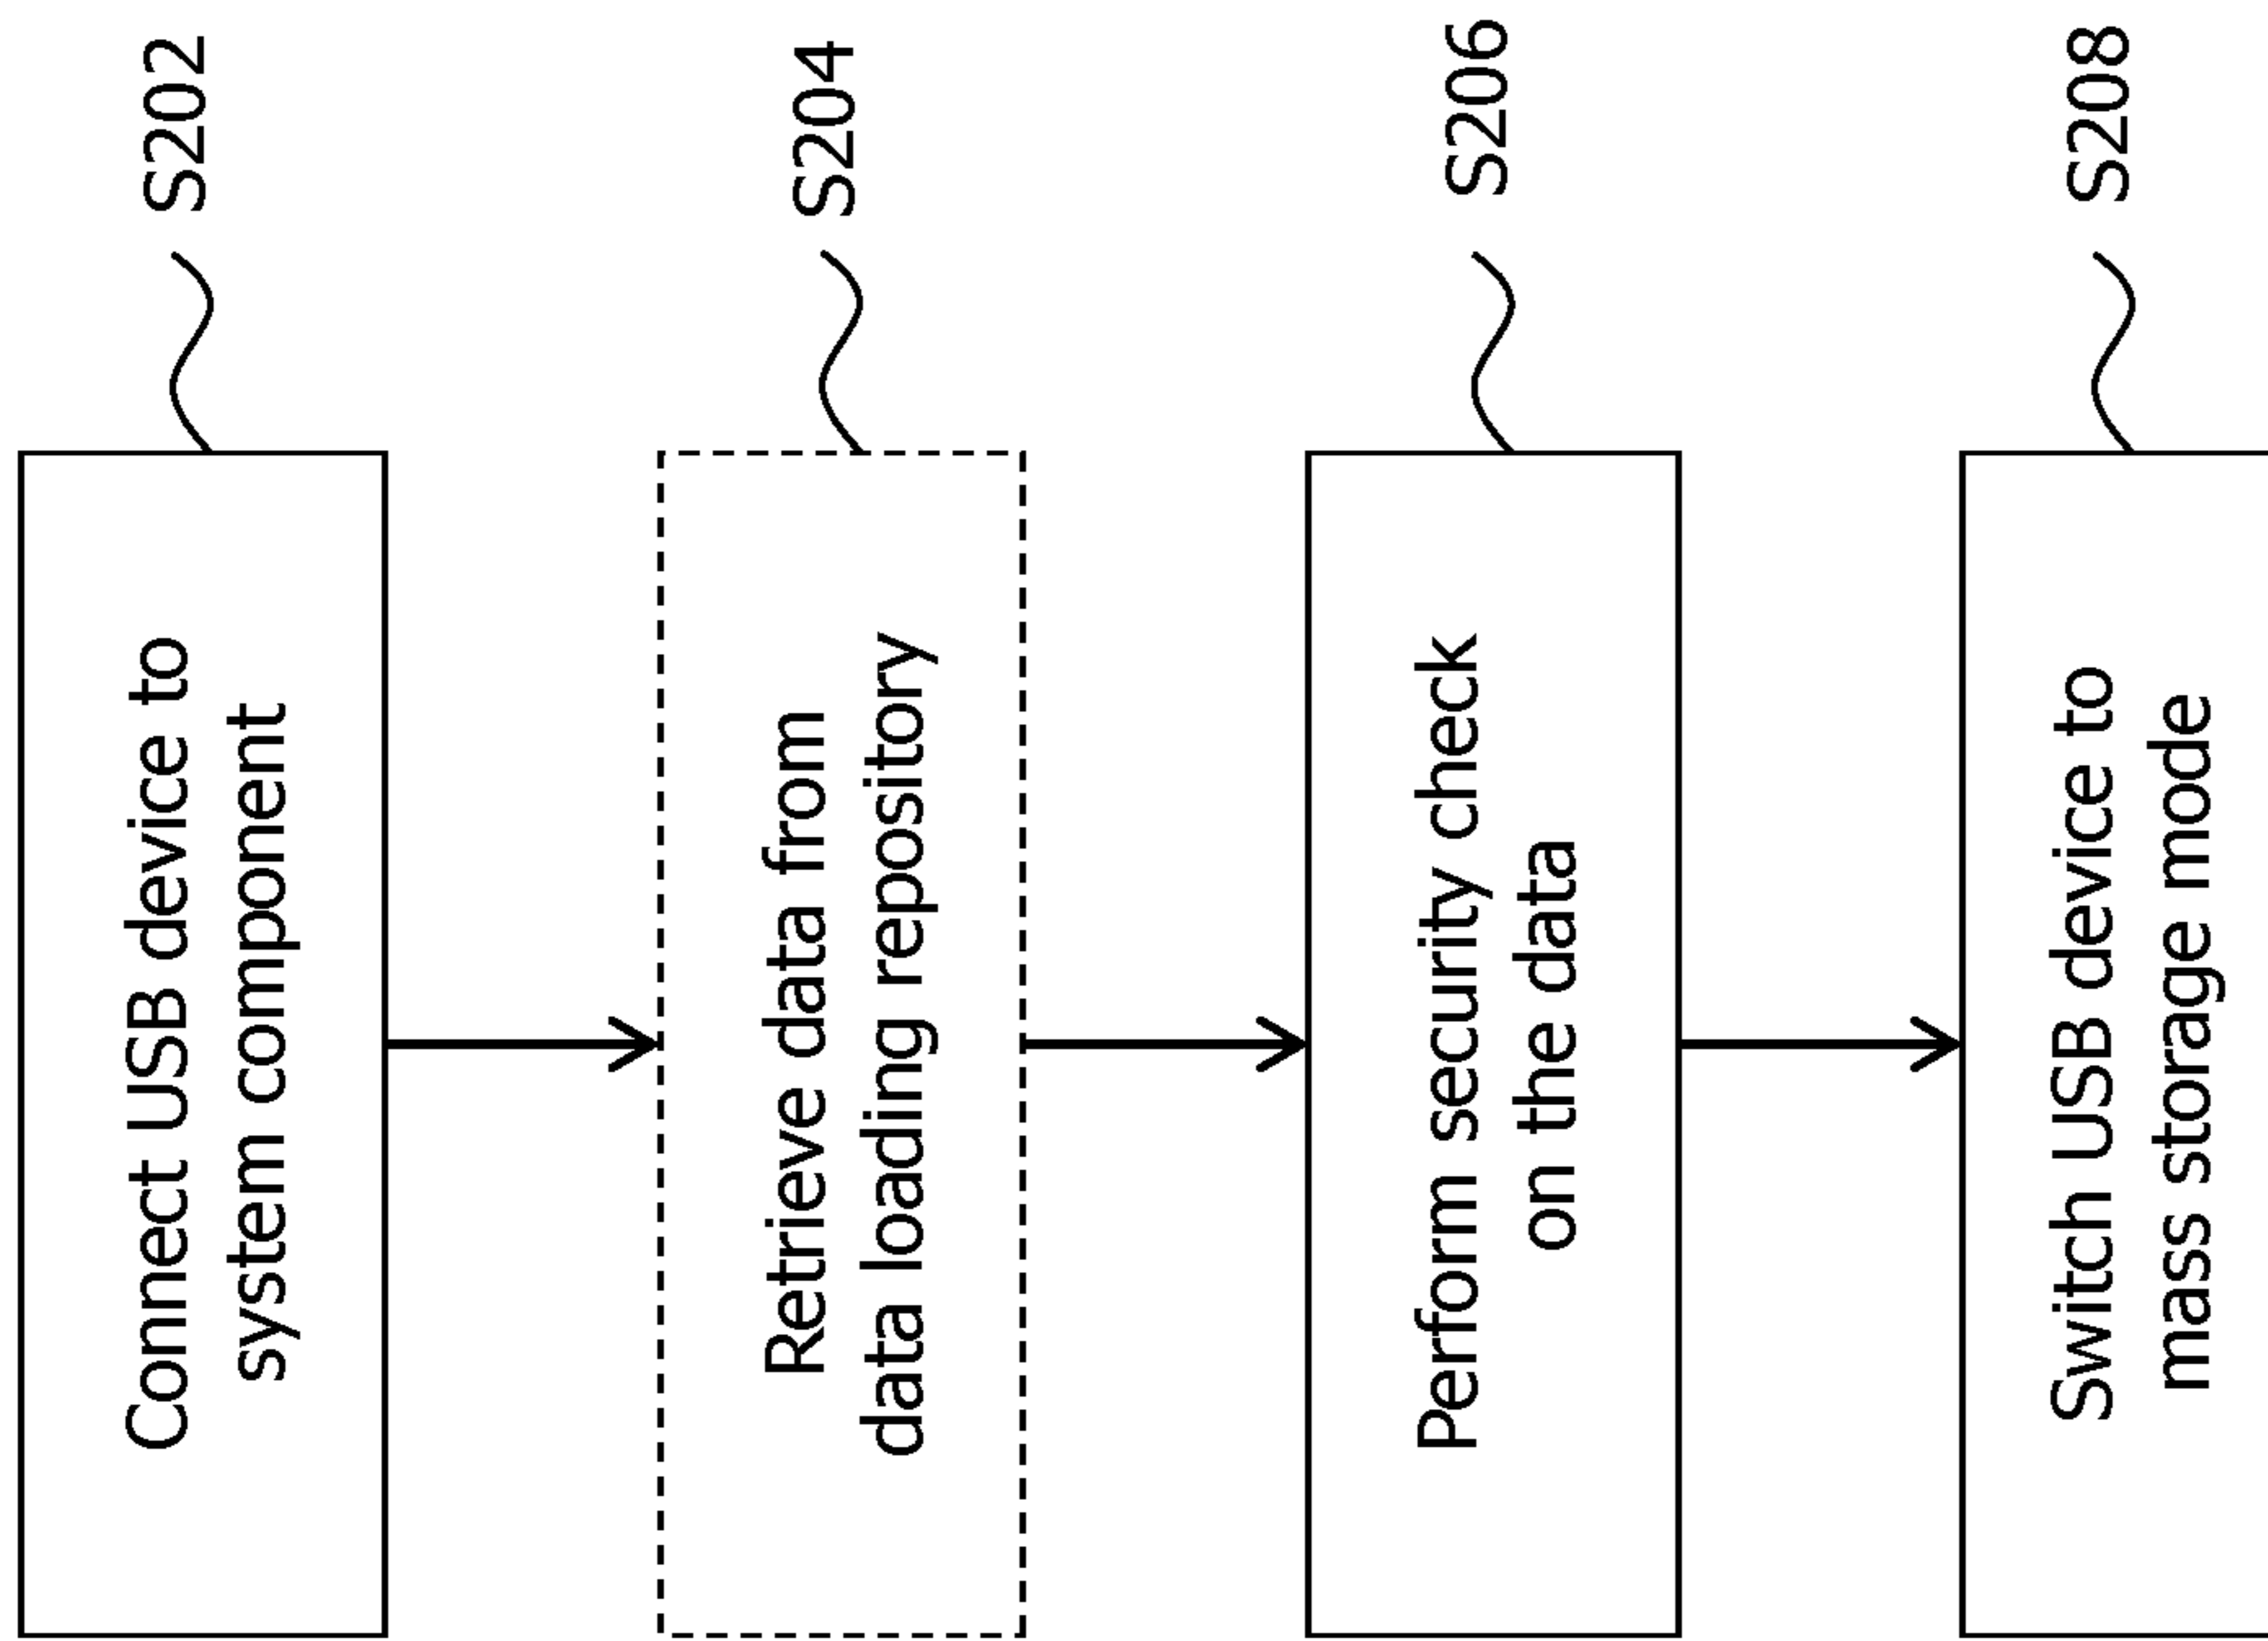 Connect USB device to
system component
S202
Retrieve data from
data loading repository
S204
Perform security check
on the data
S206
Switch USB device to
mass storage mode
S208